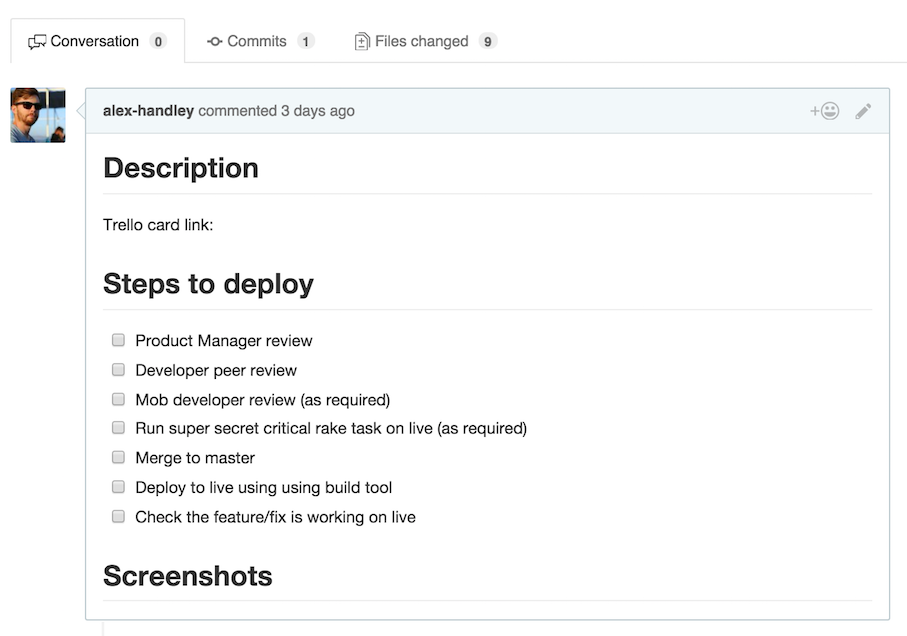 Conversation 0 Commits 1 Files changed 9
alex-handley commented 3 days ago
Description
Trello card link:
Steps to deploy
Product Manager review
Developer peer review
Mob developer review (as required)
Run super secret critical rake task on live (as required)
Merge to master
Deploy to live using using build tool
Check the feature/fix is working on live
Screenshots